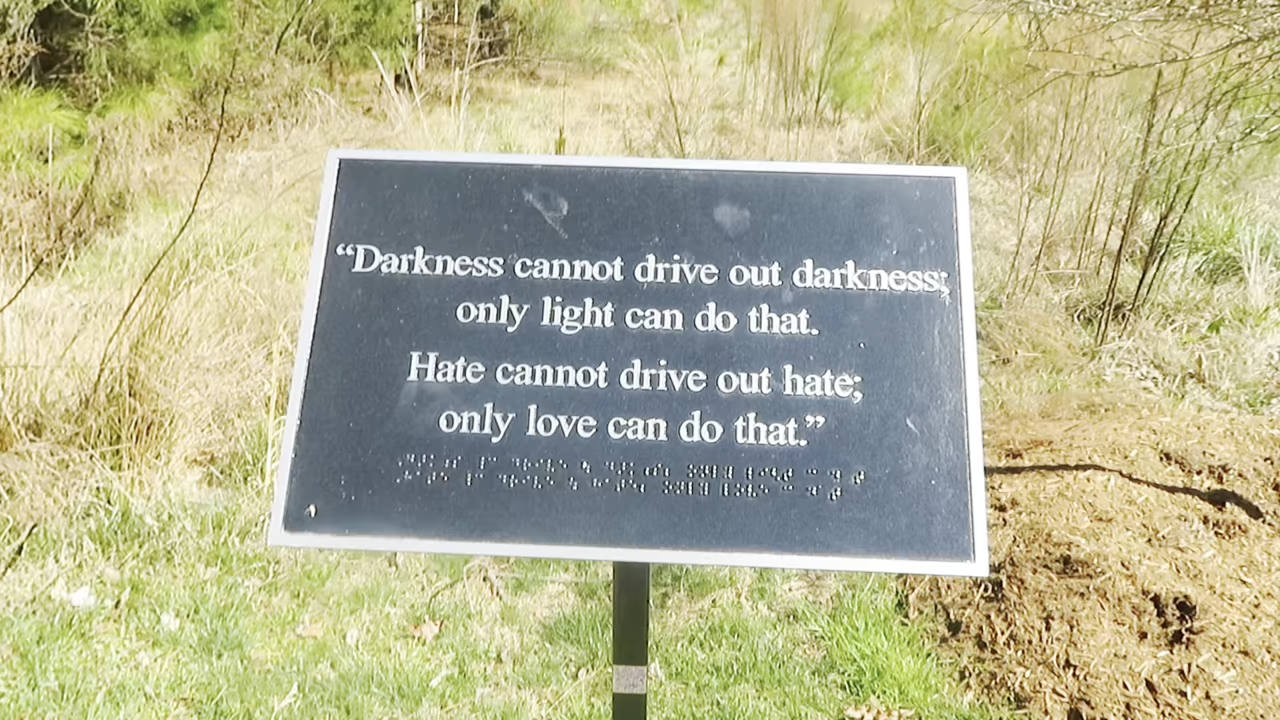 “Darkness cannot drive out darkness;
only light can do that.
Hate cannot drive out hate;
only love can do that.”